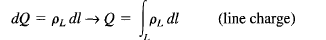 dQ = ρ_L dl → Q = ∫_L ρ_L dl (line charge)